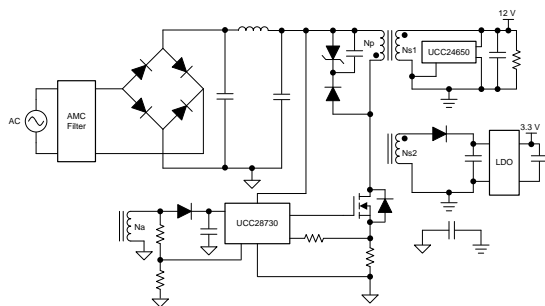 12 V
Np
Ns1
UCC24650
AC
AMC
Filter
3.3 V
Ns2
LDO
Na
UCC28730